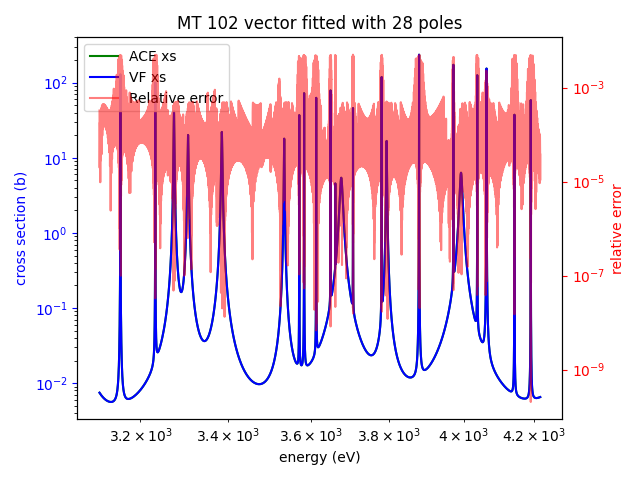 MT 102 vector fitted with 28 poles
ACE xs
VF xs
Relative error
cross section (b)
10²
10¹
10⁰
10⁻¹
10⁻²
10⁻³
10⁻⁵
10⁻⁷
10⁻⁹
relative error
3.2 × 10³ 3.4 × 10³ 3.6 × 10³ 3.8 × 10³ 4 × 10³ 4.2 × 10³
energy (eV)